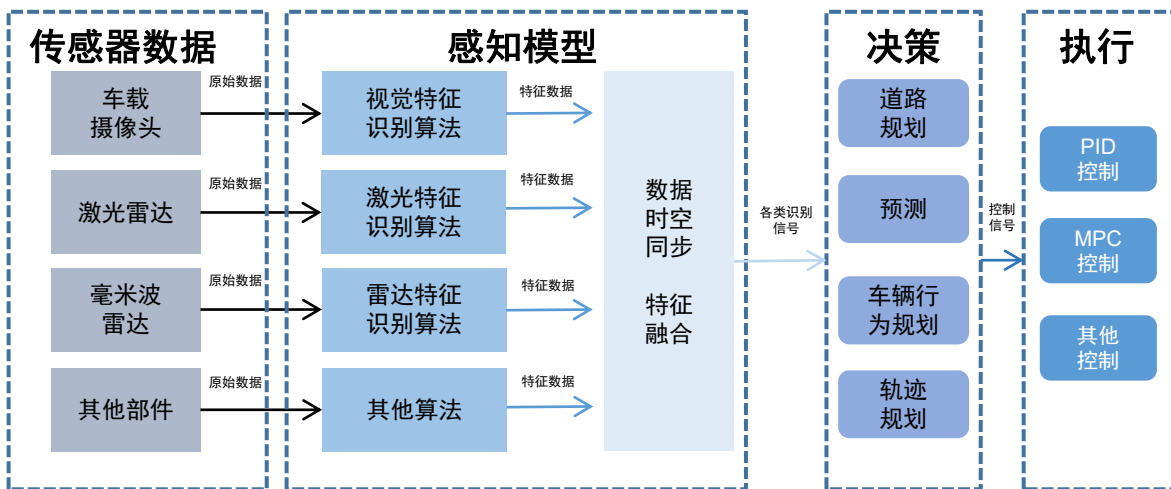 传感器数据
车载
摄像头
激光雷达
毫米波
雷达
其他部件
原始数据
原始数据
原始数据
原始数据
感知模型
视觉特征
识别算法
激光特征
识别算法
雷达特征
识别算法
其他算法
特征数据
特征数据
特征数据
特征数据
数据
时空
同步
特征
融合
各类识别
信号
决策
道路
规划
预测
车辆行
为规划
轨迹
规划
控制
信号
执行
PID
控制
MPC
控制
其他
控制